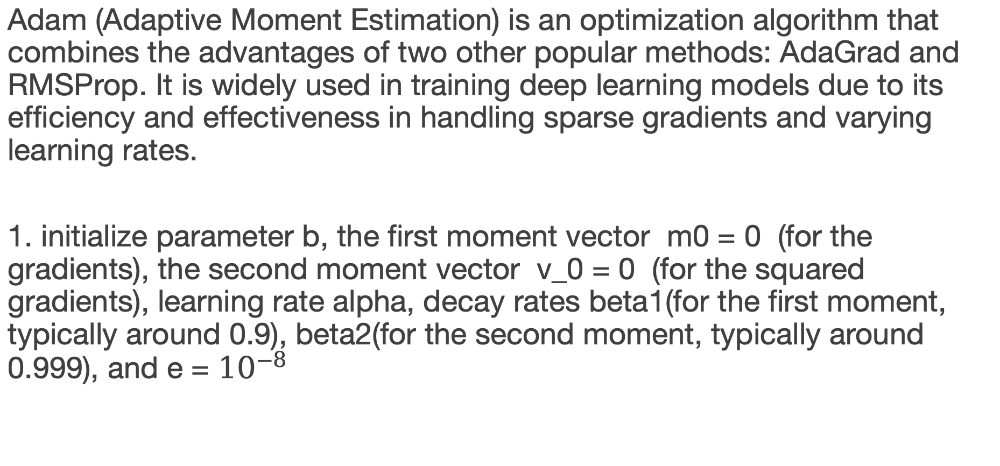 Adam (Adaptive Moment Estimation) is an optimization algorithm that
combines the advantages of two other popular methods: AdaGrad and
RMSProp. It is widely used in training deep learning models due to its
efficiency and effectiveness in handling sparse gradients and varying
learning rates.
1. initialize parameter b, the first moment vector  m0 = 0  (for the
gradients), the second moment vector  v_0 = 0  (for the squared
gradients), learning rate alpha, decay rates beta1(for the first moment,
typically around 0.9), beta2(for the second moment, typically around
0.999), and e = 10⁻⁸